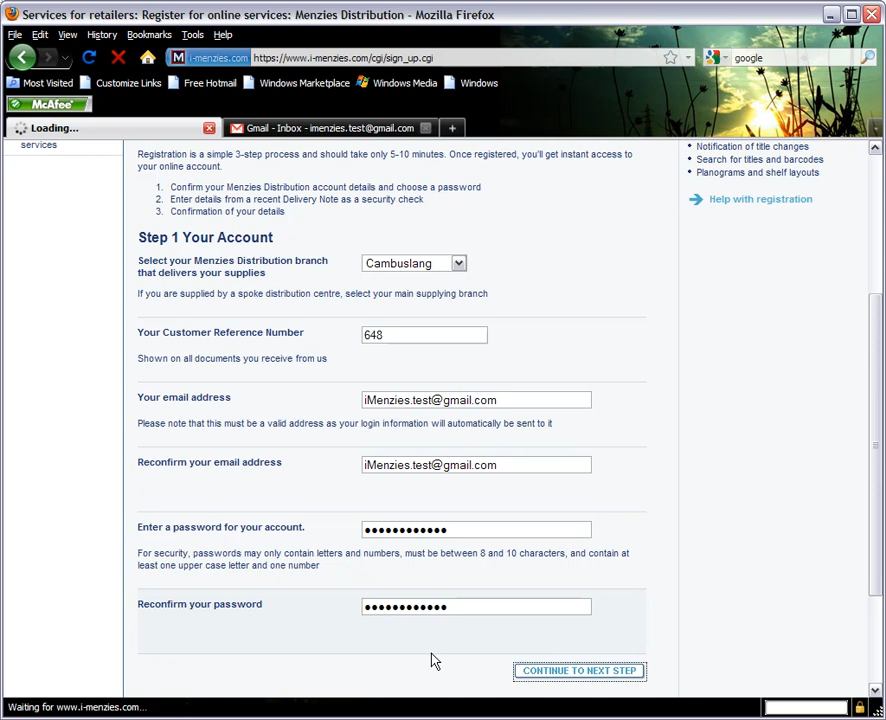 Services for retailers: Register for online services: Menzies Distribution - Mozilla Firefox
File Edit View History Bookmarks Tools Help
i-menzies.com https://www.i-menzies.com/cgi/sign_up.cgi google
Most Visited Customize Links Free Hotmail Windows Marketplace Windows Media Windows
McAfee
Loading... Gmail - Inbox - imenzies.test@gmail.com
services
Registration is a simple 3-step process and should take only 5-10 minutes. Once registered, you'll get instant access to
your online account.
1. Confirm your Menzies Distribution account details and choose a password
2. Enter details from a recent Delivery Note as a security check
3. Confirmation of your details
Step 1 Your Account
Select your Menzies Distribution branch
that delivers your supplies
Cambuslang
If you are supplied by a spoke distribution centre, select your main supplying branch
Your Customer Reference Number 648
Shown on all documents you receive from us
Your email address iMenzies.test@gmail.com
Please note that this must be a valid address as your login information will automatically be sent to it
Reconfirm your email address iMenzies.test@gmail.com
Enter a password for your account. ●●●●●●●●●●●●
For security, passwords may only contain letters and numbers, must be between 8 and 10 characters, and contain at
least one upper case letter and one number
Reconfirm your password ●●●●●●●●●●●●
CONTINUE TO NEXT STEP
• Notification of title changes
• Search for titles and barcodes
• Planograms and shelf layouts
Help with registration
Waiting for www.i-menzies.com...